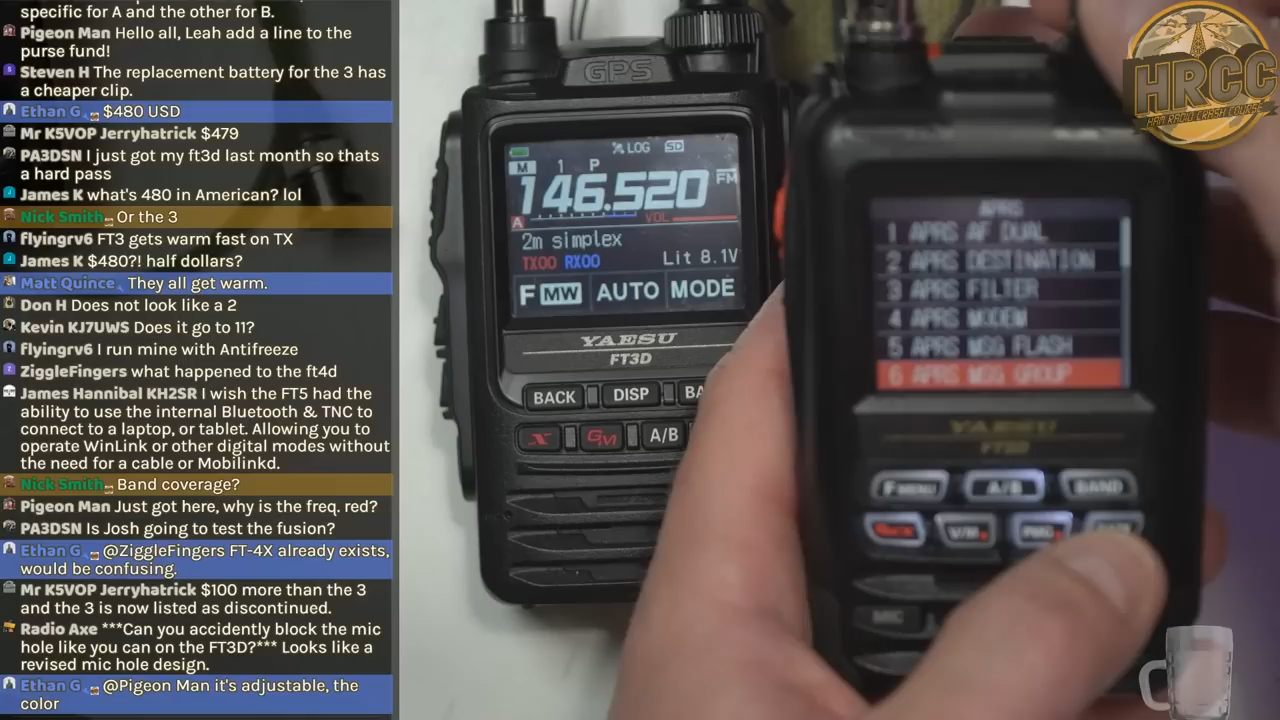 specific for A and the other for B.
Pigeon Man Hello all, Leah add a line to the
purse fund!
Steven H The replacement battery for the 3 has
a cheaper clip.
Ethan G $480 USD
Mr K5VOP Jerryhatrick $479
PA3DSN I just got my ft3d last month so thats
a hard pass
James K what's 480 in American? lol
Nick Smith Or the 3
flyingrv6 FT3 gets warm fast on TX
James K $480?! half dollars?
Matt Quince They all get warm.
Don H Does not look like a 2
Kevin KJ7UWS Does it go to 11?
flyingrv6 I run mine with Antifreeze
ZiggleFingers what happened to the ft4d
James Hannibal KH2SR I wish the FT5 had the
ability to use the internal Bluetooth & TNC to
connect to a laptop, or tablet. Allowing you to
operate WinLink or other digital modes without
the need for a cable or Mobilinkd.
Nick Smith Band coverage?
Pigeon Man Just got here, why is the freq. red?
PA3DSN Is Josh going to test the fusion?
Ethan G @ZiggleFingers FT-4X already exists,
would be confusing.
Mr K5VOP Jerryhatrick $100 more than the 3
and the 3 is now listed as discontinued.
Radio Axe ***Can you accidently block the mic
hole like you can on the FT3D?*** Looks like a
revised mic hole design.
Ethan G @Pigeon Man it's adjustable, the
color
GPS
LOG SD
M 1 P
146.520 FM
A VOL
2m simplex
TX00 RX00 Lit 8.1V
F MW AUTO MODE
YAESU
FT3D
BACK DISP BA
X GM A/B
APRS
1 APRS AF DUAL
2 APRS DESTINATION
3 APRS FILTER
4 APRS MODEM
5 APRS MSG FLASH
6 APRS MSG GROUP
YAESU
F MENU A/B BAND
V/M
MIC
HRCC
HAM RADIO CRASH COURSE